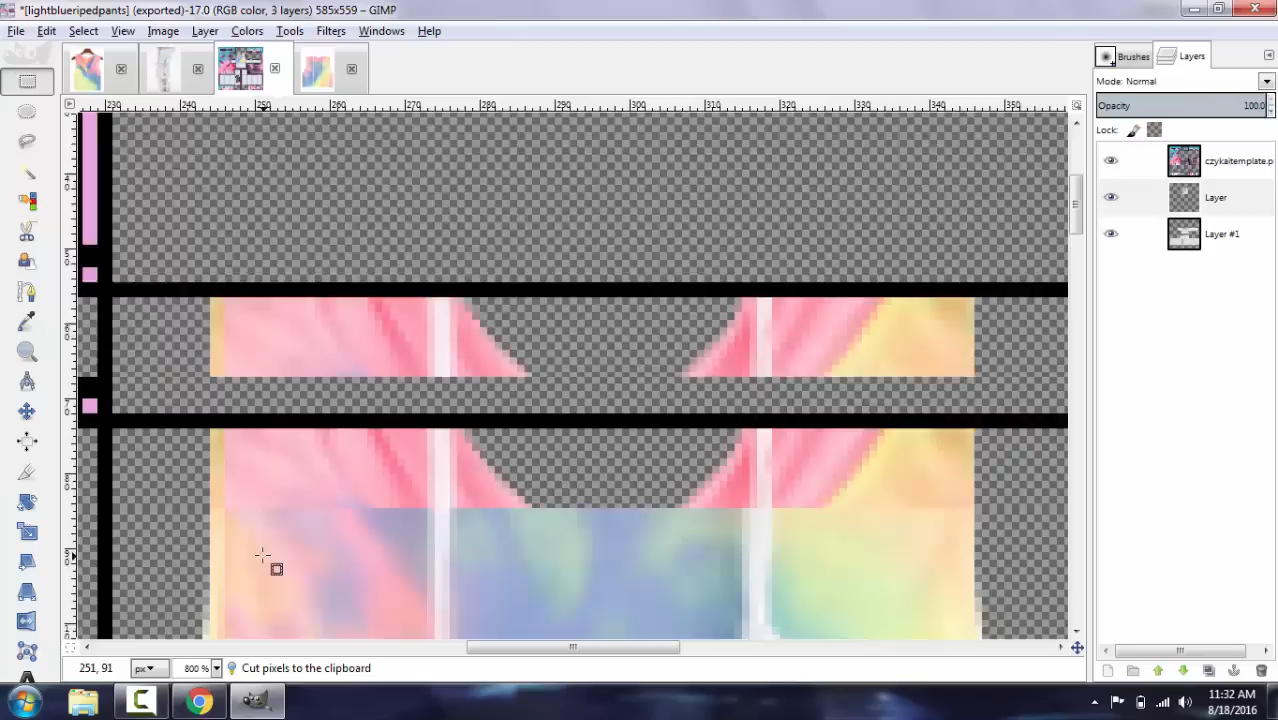 *[lightblueripedpants] (exported)-17.0 (RGB color, 3 layers) 585x559 – GIMP
File Edit Select View Image Layer Colors Tools Filters Windows Help
Brushes Layers
Mode: Normal
230 240 250 260 270 280 290 300 310 320 330 340 350
Opacity 100.0
Lock:
czykaitemplate.p
Layer
Layer #1
251, 91 px 800 % Cut pixels to the clipboard
11:32 AM
8/18/2016